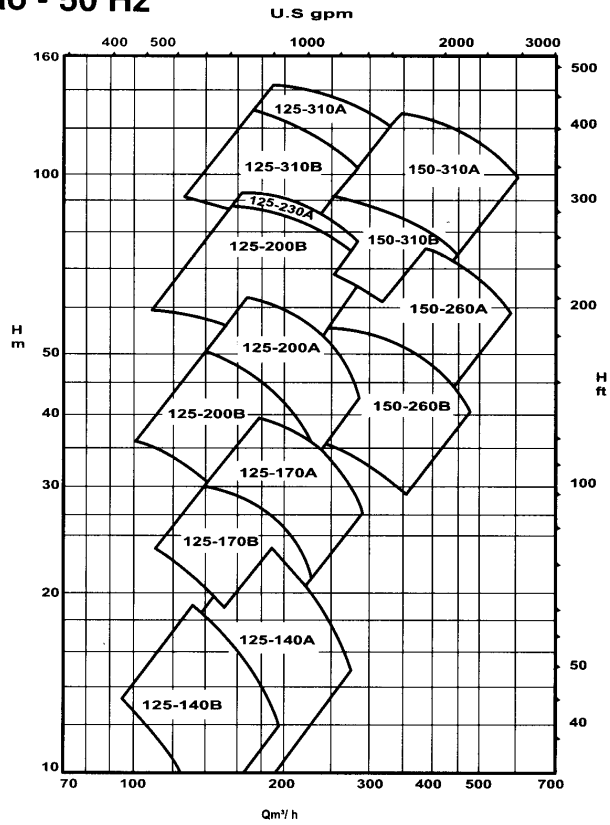 - 50 Hz
U.S gpm
400 500 1000 2000 3000
160
500
125-310A
400
125-310B
150-310A
100
125-230A
300
150-310B
125-200B
150-260A
200
H
m
125-200A
50
H
ft
150-260B
40
125-200B
125-170A
100
30
125-170B
20
125-140A
50
125-140B
40
10
70 100 200 300 400 500 700
Qm³/ h